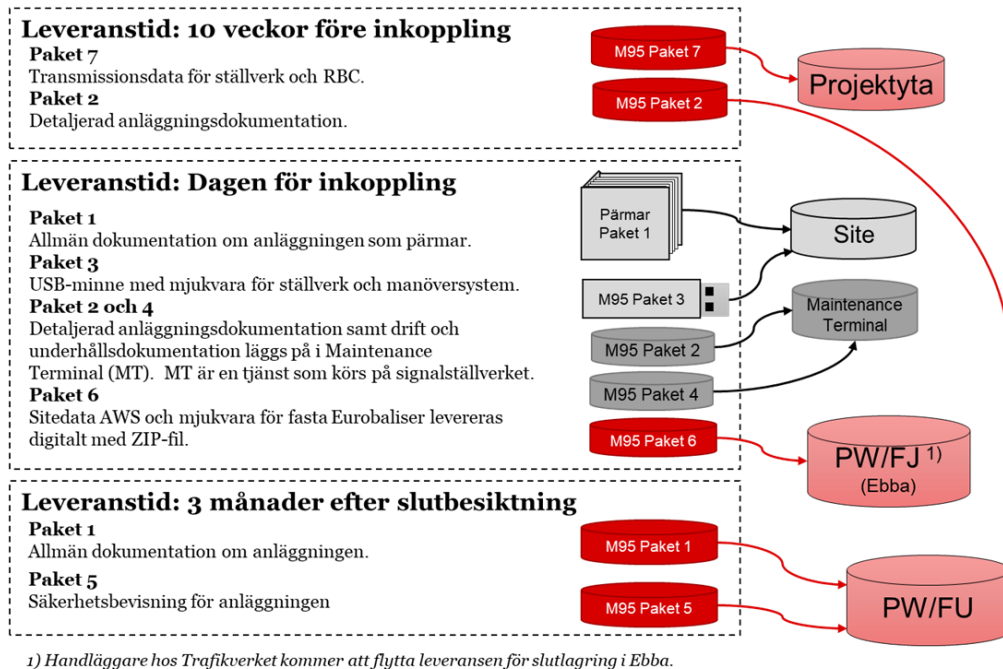 Leveranstid: 10 veckor före inkoppling
Paket 7
Transmissionsdata för ställverk och RBC.
Paket 2
Detaljerad anläggningsdokumentation.
M95 Paket 7
M95 Paket 2
Projektyta
Leveranstid: Dagen för inkoppling
Paket 1
Allmän dokumentation om anläggningen som pärmar.
Paket 3
USB-minne med mjukvara för ställverk och manöversystem.
Paket 2 och 4
Detaljerad anläggningsdokumentation samt drift och
underhållsdokumentation läggs på i Maintenance
Terminal (MT). MT är en tjänst som körs på signalställverket.
Paket 6
Sitedata AWS och mjukvara för fasta Eurobaliser levereras
digitalt med ZIP-fil.
Pärmar
Paket 1
M95 Paket 3
M95 Paket 2
M95 Paket 4
M95 Paket 6
Site
Maintenance
Terminal
PW/FJ 1)
(Ebba)
Leveranstid: 3 månader efter slutbesiktning
Paket 1
Allmän dokumentation om anläggningen.
Paket 5
Säkerhetsbevisning för anläggningen
M95 Paket 1
M95 Paket 5
PW/FU
1) Handläggare hos Trafikverket kommer att flytta leveransen för slutlagring i Ebba.